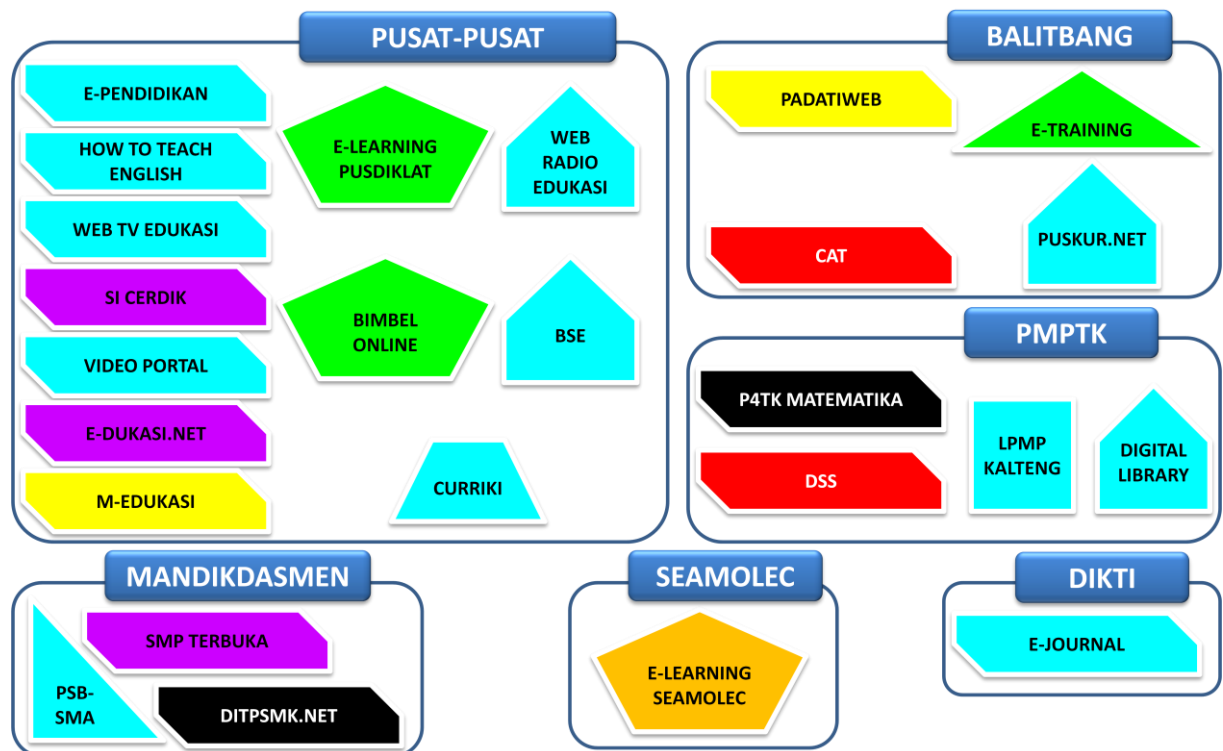 PUSAT-PUSAT
E-PENDIDIKAN
HOW TO TEACH
ENGLISH
WEB TV EDUKASI
SI CERDIK
VIDEO PORTAL
E-DUKASI.NET
M-EDUKASI
E-LEARNING
PUSDIKLAT
BIMBEL
ONLINE
WEB
RADIO
EDUKASI
BSE
CURRIKI
BALITBANG
PADATIWEB
E-TRAINING
CAT
PUSKUR.NET
PMPTK
P4TK MATEMATIKA
DSS
LPMP
KALTENG
DIGITAL
LIBRARY
MANDIKDASMEN
SMP TERBUKA
PSB-
SMA
DITPSMK.NET
SEAMOLEC
E-LEARNING
SEAMOLEC
DIKTI
E-JOURNAL